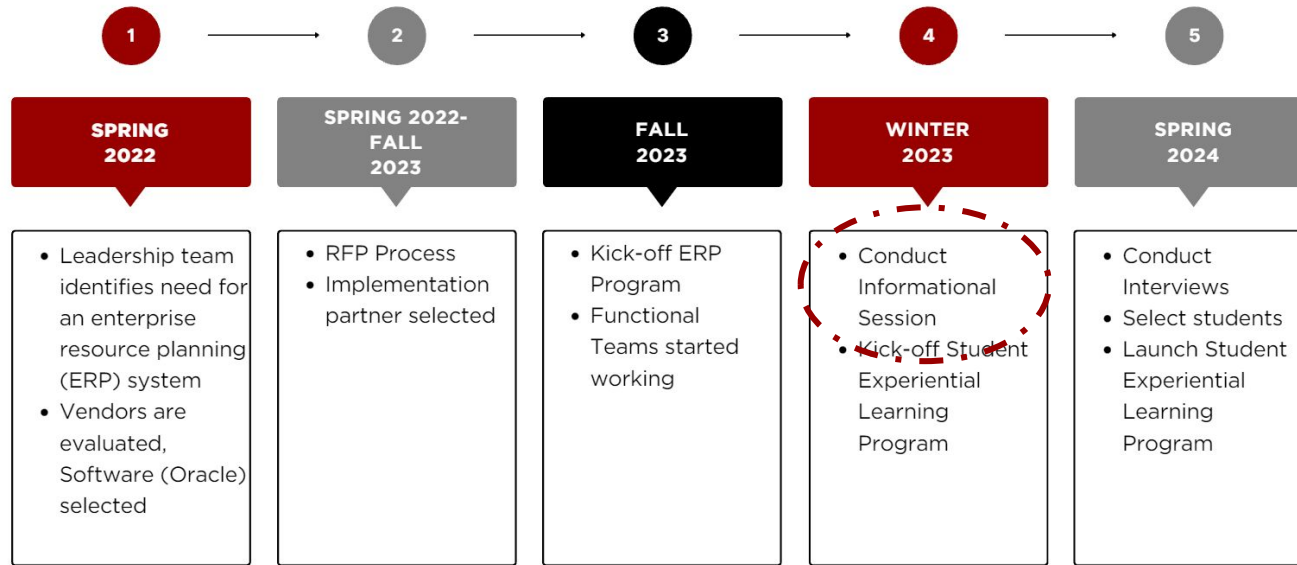 1
2
3
4
5
SPRING
2022
SPRING 2022-
FALL
2023
FALL
2023
WINTER
2023
SPRING
2024
• Leadership team
identifies need for
an enterprise
resource planning
(ERP) system
• Vendors are
evaluated,
Software (Oracle)
selected
• RFP Process
• Implementation
partner selected
• Kick-off ERP
Program
• Functional
Teams started
working
• Conduct
Informational
Session
• Kick-off Student
Experiential
Learning
Program
• Conduct
Interviews
• Select students
• Launch Student
Experiential
Learning
Program